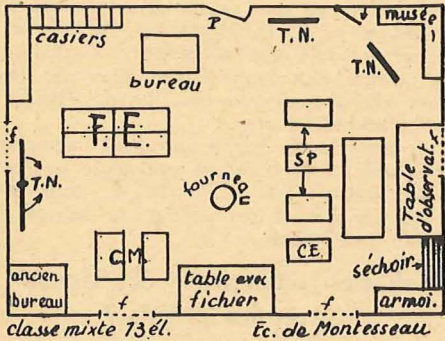 P
musée
casiers
T.N.
T.N.
bureau
F.E.
f
T.N.
fourneau
SP
Table d'observat.
C.M.
C.E.
séchoir
ancien
bureau
table avec
fichier
armoi.
f
f
classe mixte 13 él.
Ec. de Montesseau